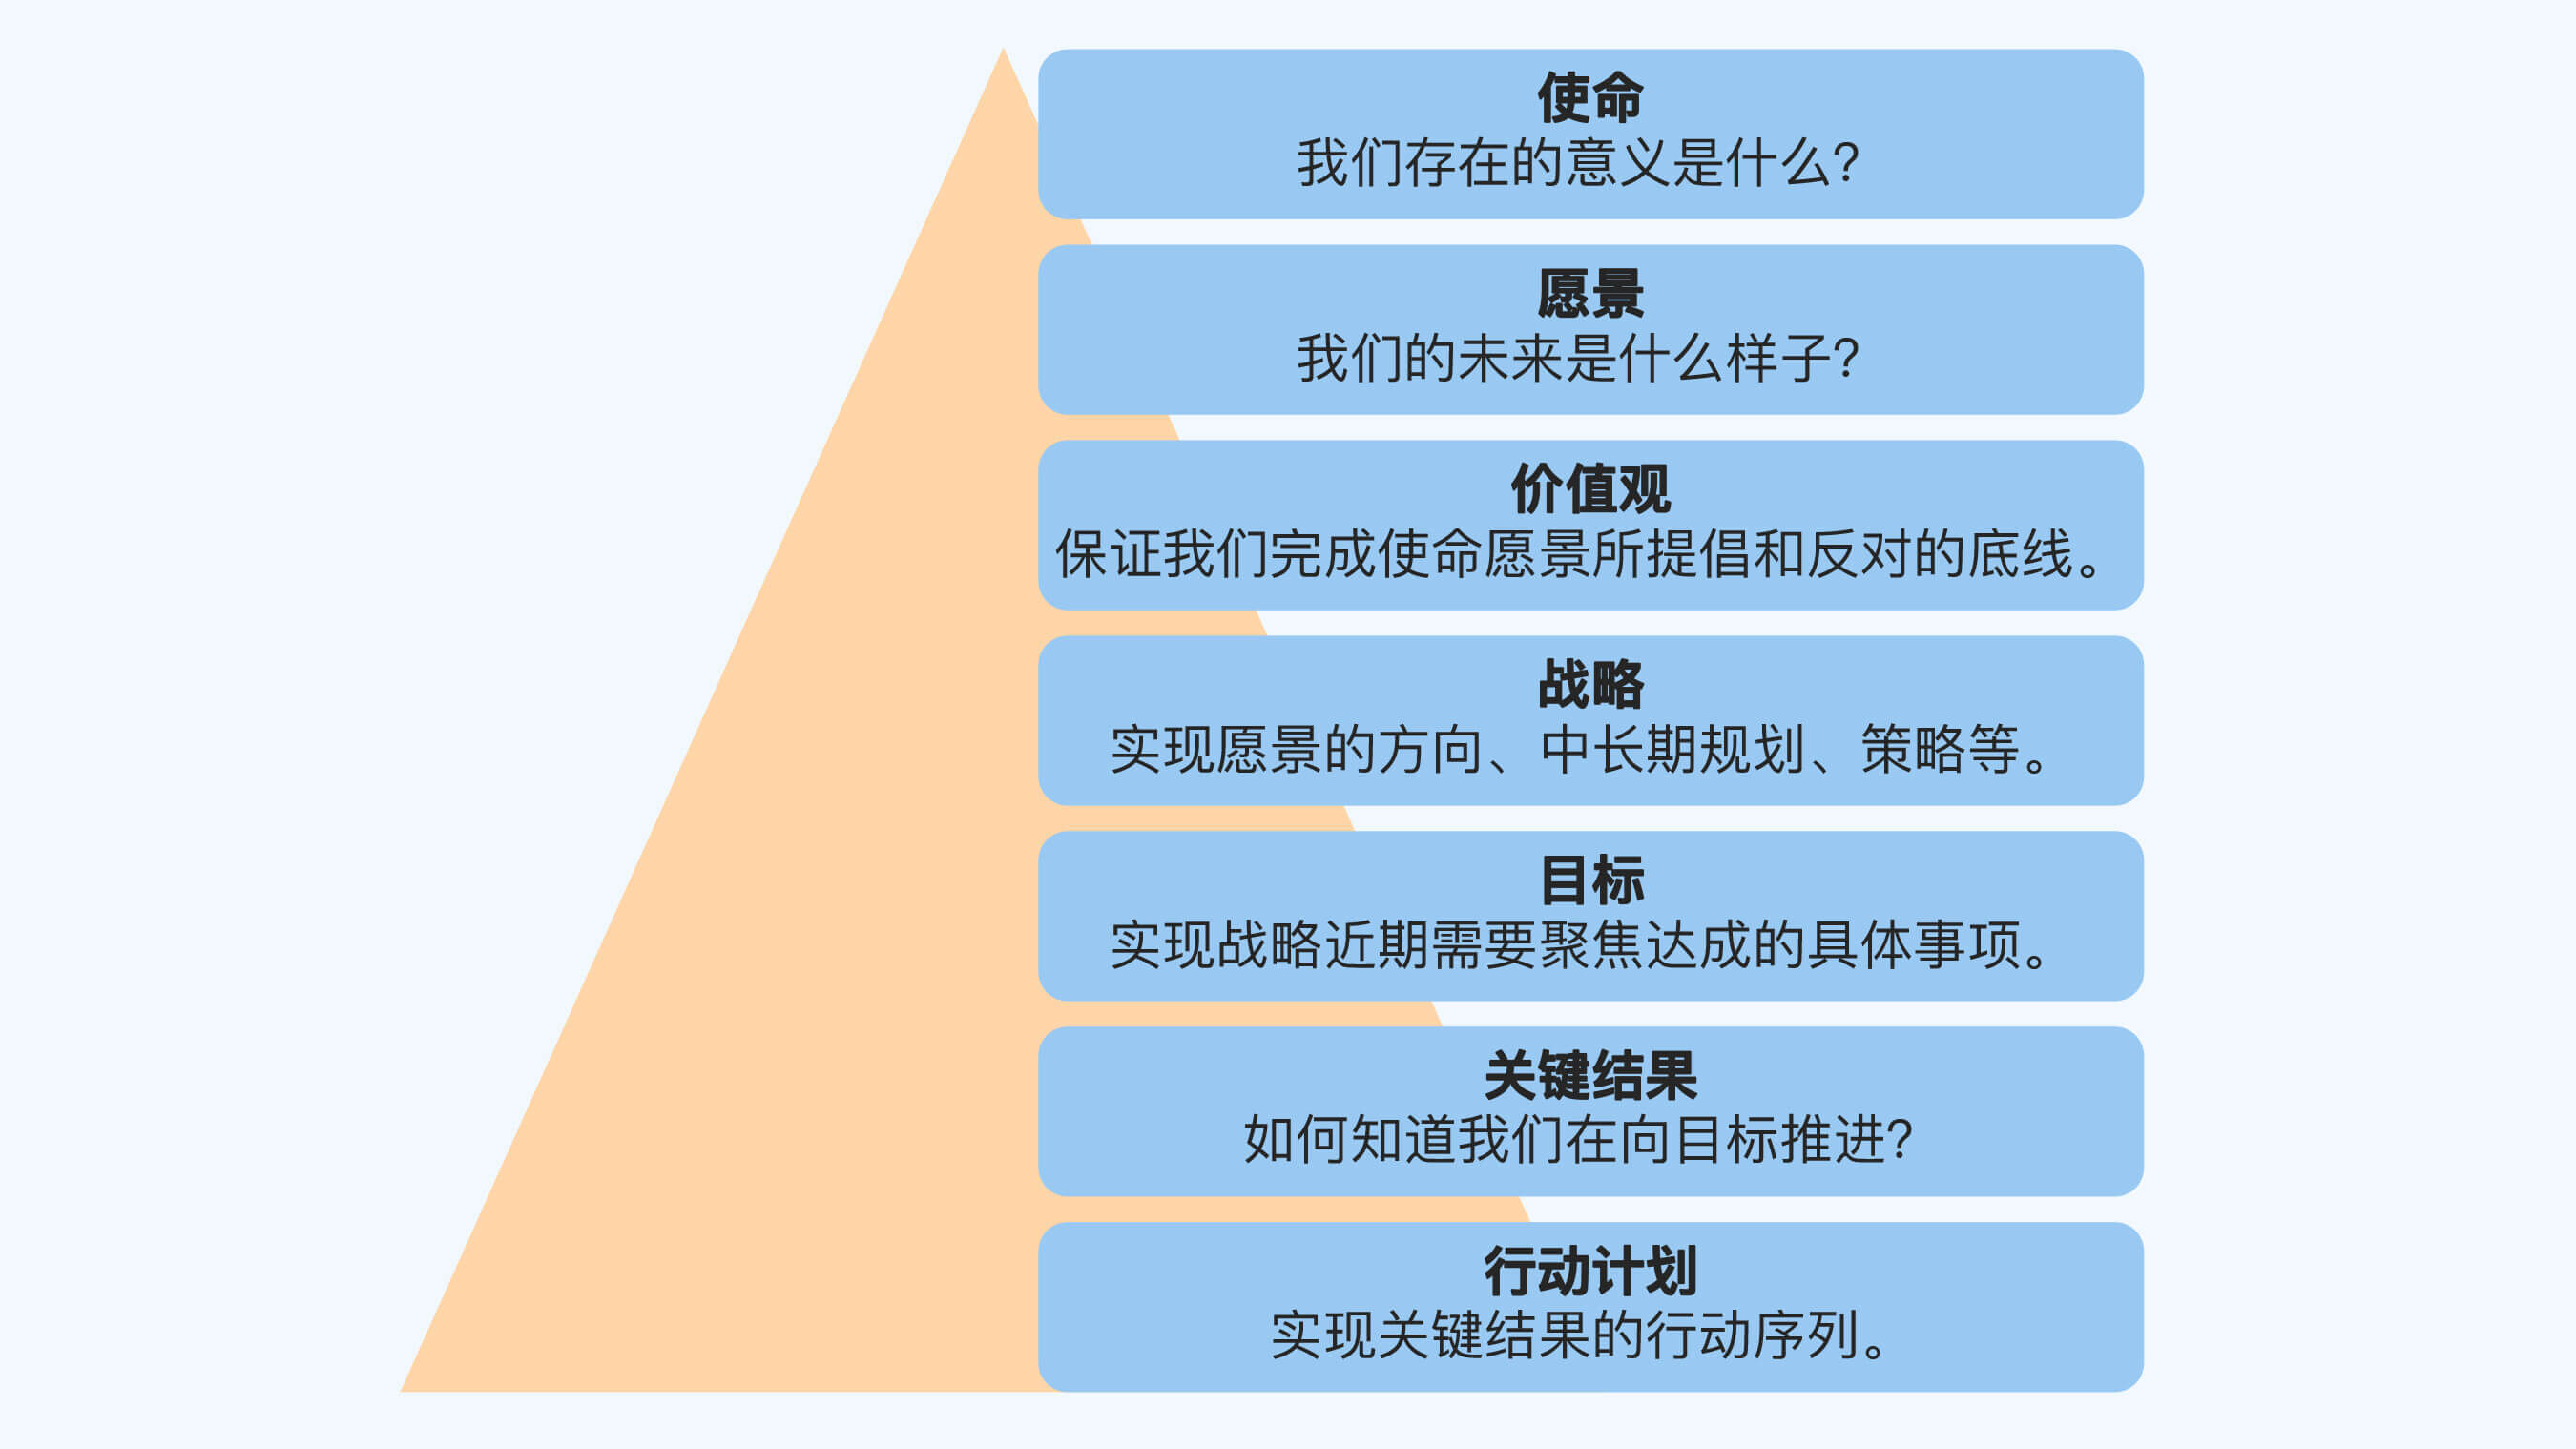 使命
我们存在的意义是什么?
愿景
我们的未来是什么样子?
价值观
保证我们完成使命愿景所提倡和反对的底线。
战略
实现愿景的方向、中长期规划、策略等。
目标
实现战略近期需要聚焦达成的具体事项。
关键结果
如何知道我们在向目标推进?
行动计划
实现关键结果的行动序列。